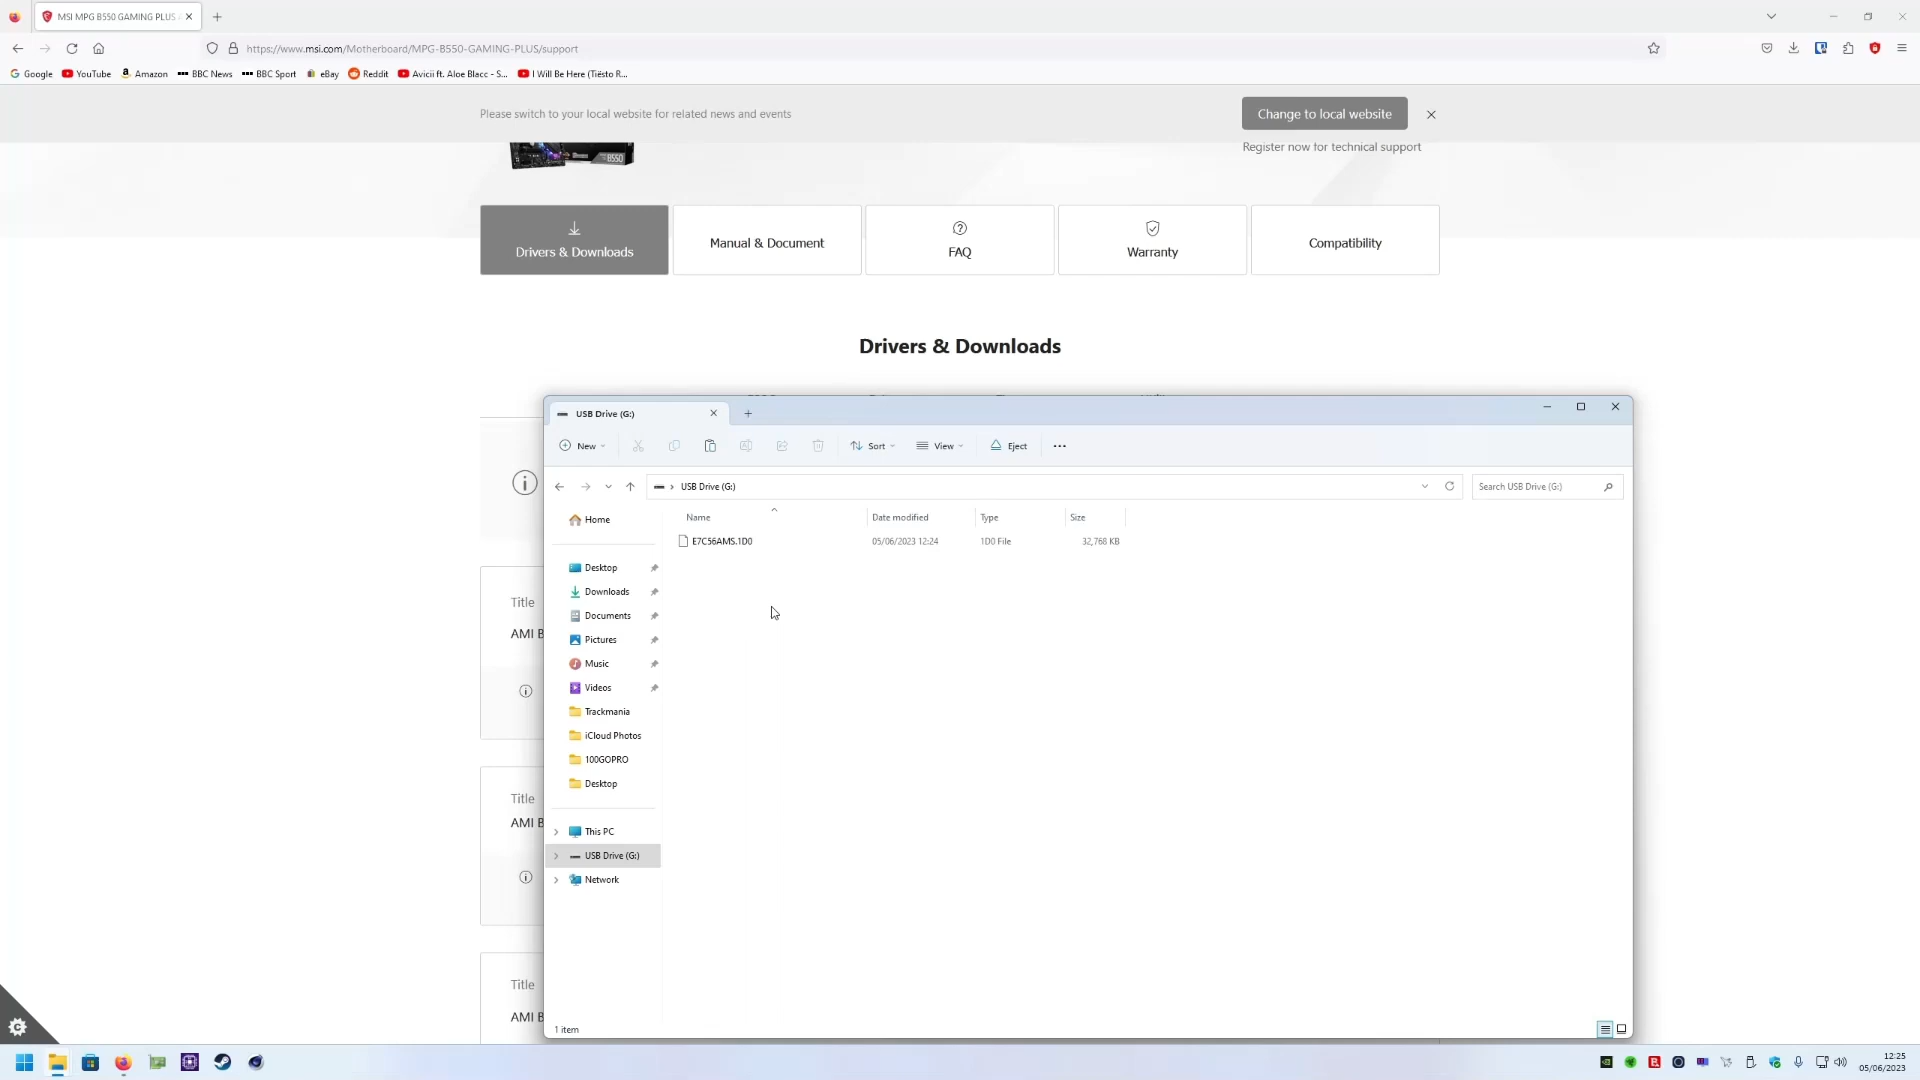 MSI MPG B550 GAMING PLUS
https://www.msi.com/Motherboard/MPG-B550-GAMING-PLUS/support
Google YouTube Amazon BBC News BBC Sport eBay Reddit Avicii ft. Aloe Blacc - S... I Will Be Here (Tiësto R...
Please switch to your local website for related news and events
Change to local website
B550
Register now for technical support
Drivers & Downloads
Manual & Document
FAQ
Warranty
Compatibility
Drivers & Downloads
USB Drive (G:)
New
Sort
View
Eject
USB Drive (G:)
Search USB Drive (G:)
Name Date modified Type Size
E7C56AMS.1D0 05/06/2023 12:24 1D0 File 32,768 KB
Home
Desktop
Downloads
Documents
Pictures
Music
Videos
Trackmania
iCloud Photos
100GOPRO
Desktop
This PC
USB Drive (G:)
Network
1 item
Title
AMI B
Title
AMI B
Title
AMI B
12:25
05/06/2023